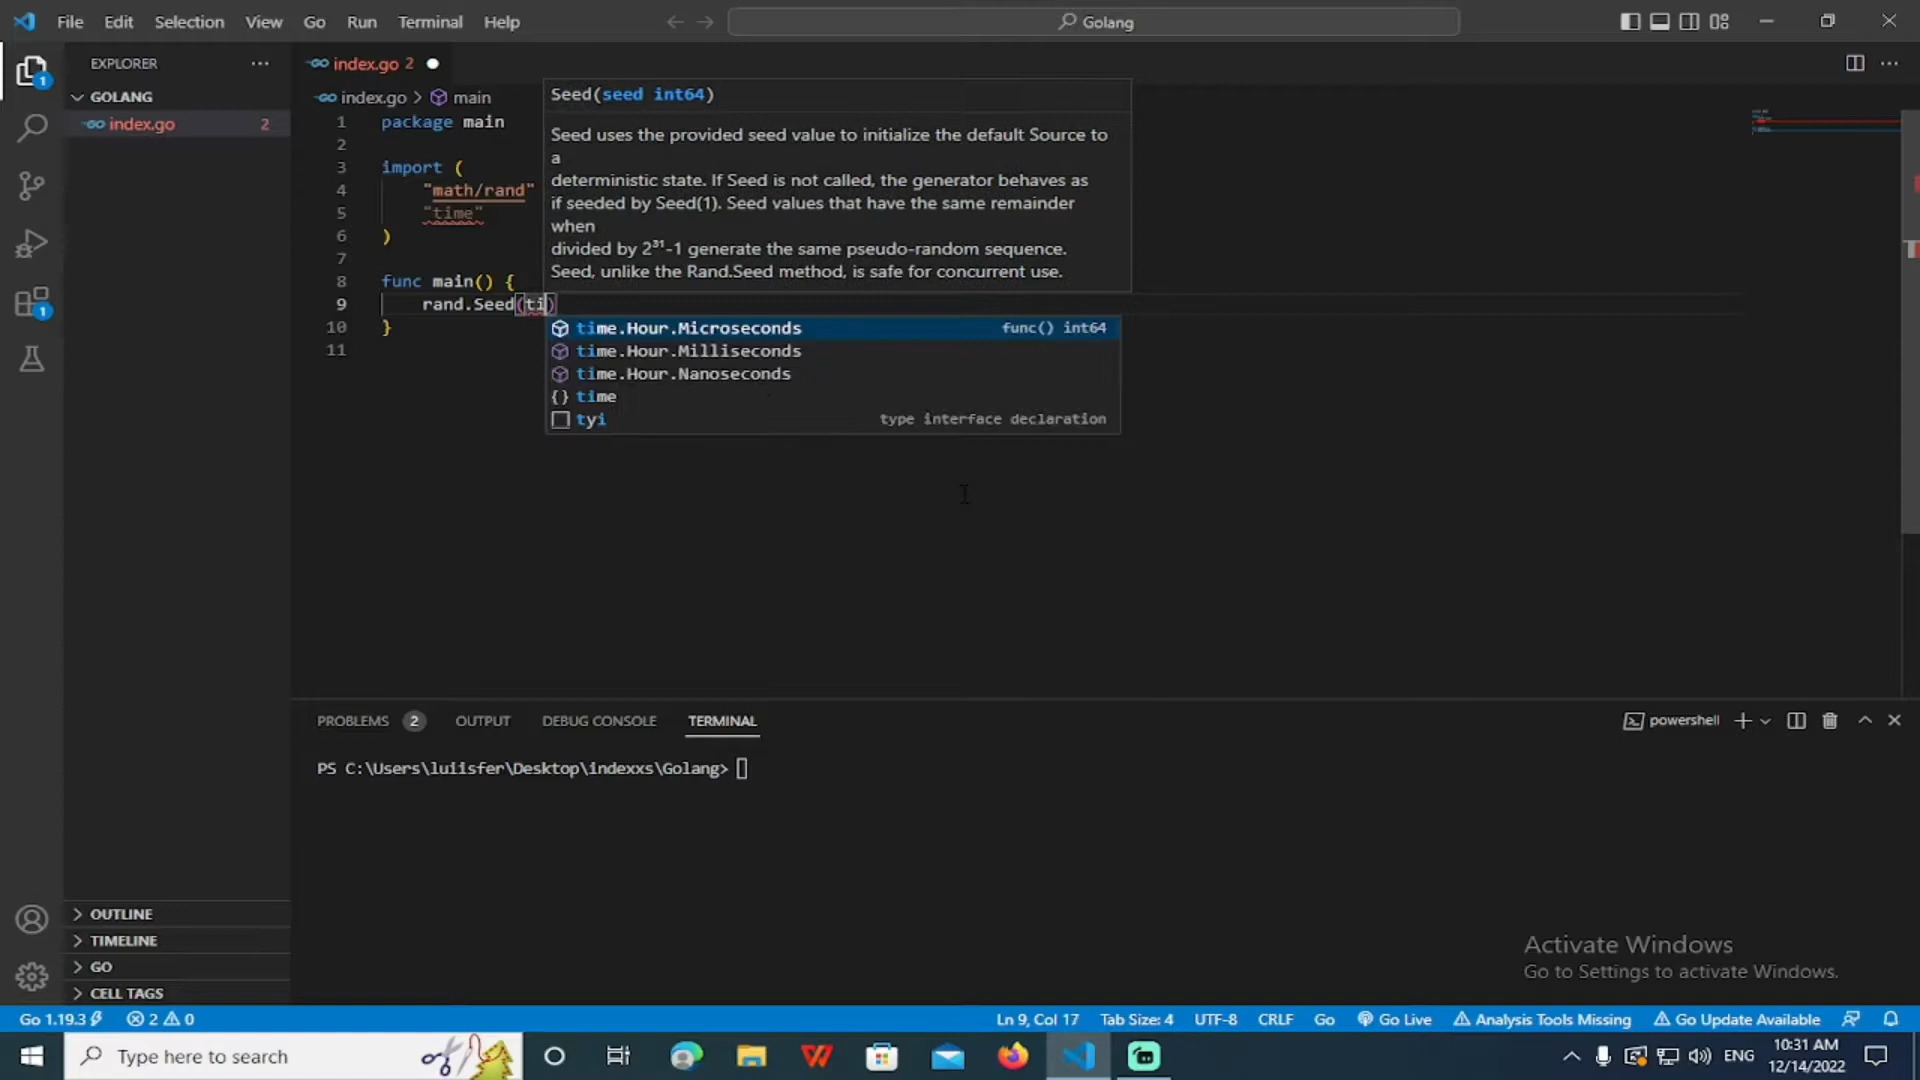 File Edit Selection View Go Run Terminal Help
Golang
EXPLORER
index.go 2
GOLANG
index.go 2
index.go > main
Seed(seed int64)
Seed uses the provided seed value to initialize the default Source to
a
deterministic state. If Seed is not called, the generator behaves as
if seeded by Seed(1). Seed values that have the same remainder
when
divided by 2³¹-1 generate the same pseudo-random sequence.
Seed, unlike the Rand.Seed method, is safe for concurrent use.
1 package main
2
3 import (
4 "math/rand"
5 "time"
6 )
7
8 func main() {
9 rand.Seed(ti)
10 }
11
time.Hour.Microseconds func() int64
time.Hour.Milliseconds
time.Hour.Nanoseconds
{} time
tyi type interface declaration
PROBLEMS 2 OUTPUT DEBUG CONSOLE TERMINAL
powershell
PS C:\Users\luiisfer\Desktop\indexxs\Golang>
OUTLINE
TIMELINE
GO
CELL TAGS
Activate Windows
Go to Settings to activate Windows.
Go 1.19.3 2 0
Ln 9, Col 17 Tab Size: 4 UTF-8 CRLF Go Go Live Analysis Tools Missing Go Update Available
Type here to search
ENG
10:31 AM
12/14/2022